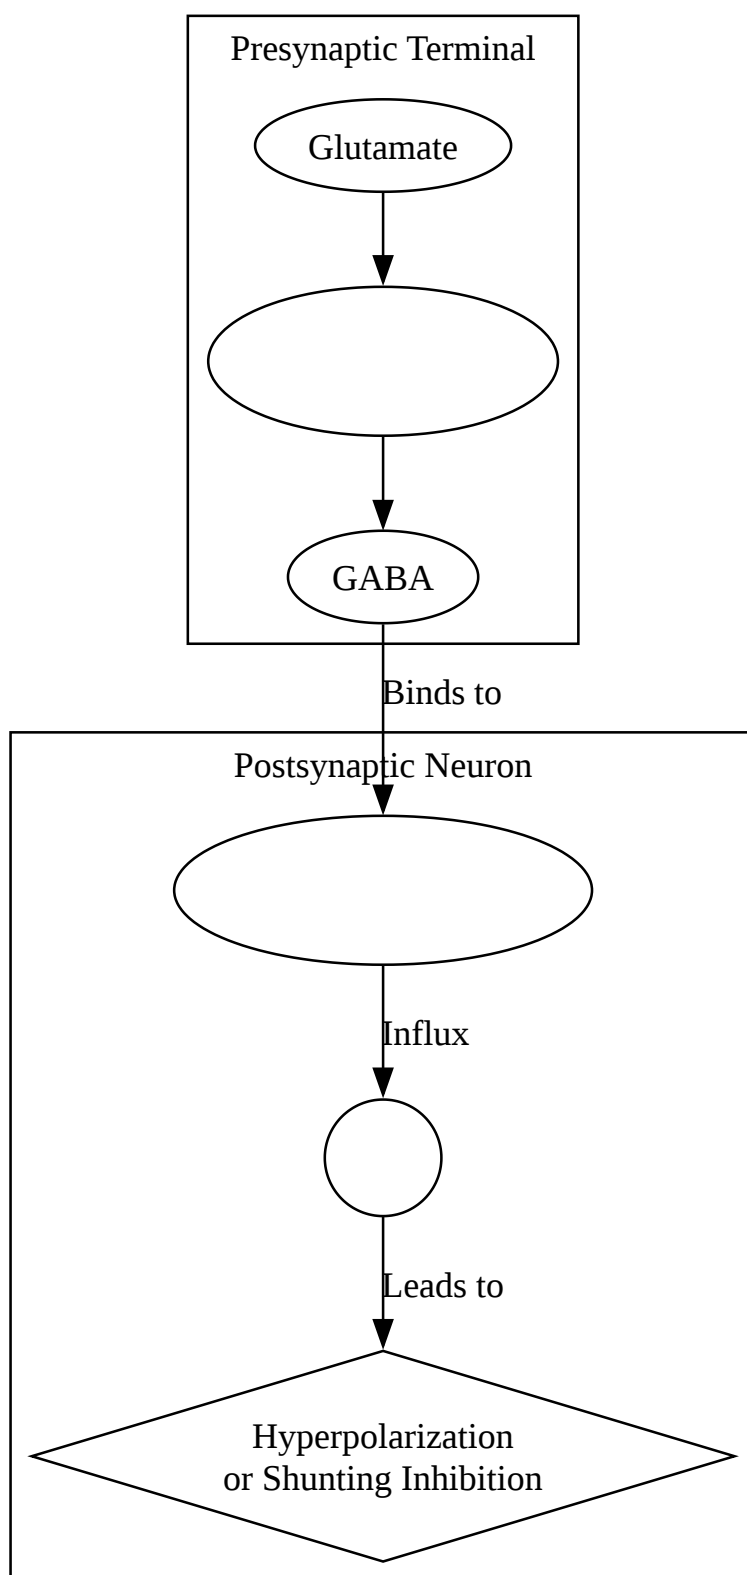 Presynaptic Terminal
Glutamate
GABA
Binds to
Postsynaptic Neuron
Influx
Leads to
Hyperpolarization
or Shunting Inhibition